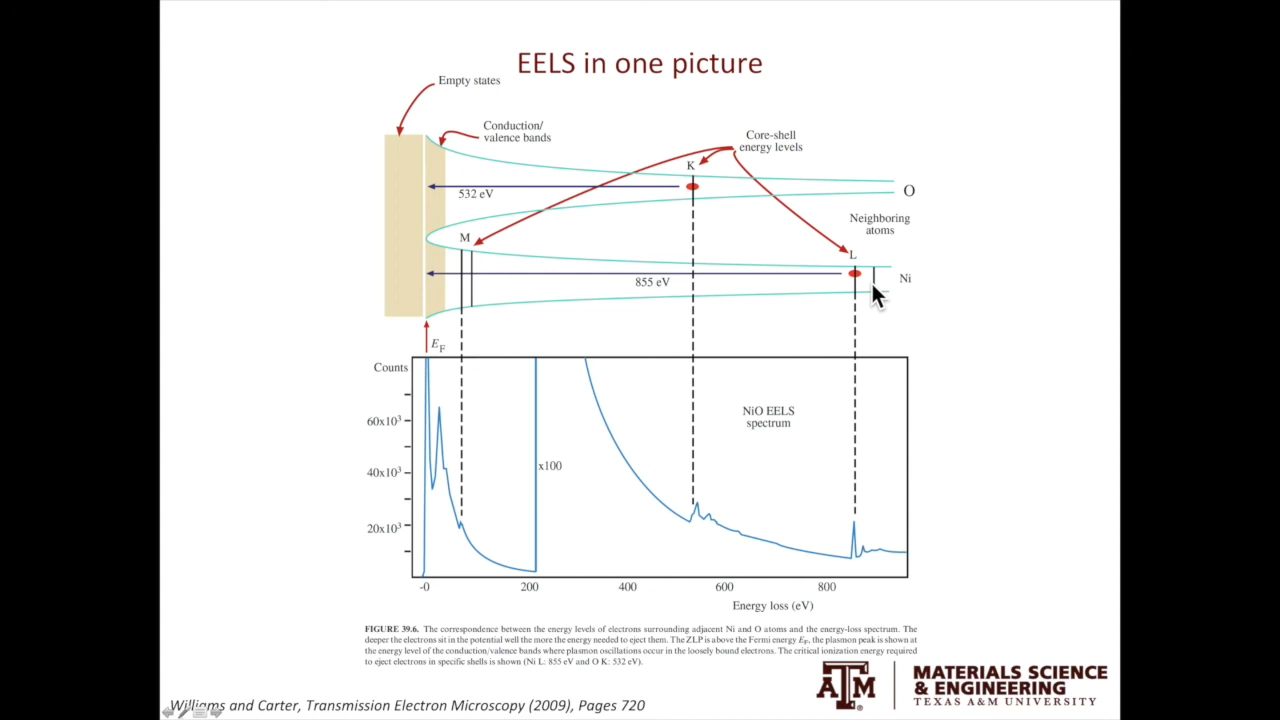 EELS in one picture
Empty states
Conduction/
valence bands
Core-shell
energy levels
K
532 eV
O
Neighboring
atoms
M
L
855 eV
Ni
EF
Counts
60x10³
40x10³
20x10³
x100
NiO EELS
spectrum
-0
200
400
600
800
Energy loss (eV)
FIGURE 39.6. The correspondence between the energy levels of electrons surrounding adjacent Ni and O atoms and the energy-loss spectrum. The
deeper the electrons sit in the potential well the more the energy needed to eject them. The ZLP is above the Fermi energy EF, the plasmon peak is shown at
the energy level of the conduction/valence bands where plasmon oscillations occur in the loosely bound electrons. The critical ionization energy required
to eject electrons in specific shells is shown (Ni L: 855 eV and O K: 532 eV).
ATM
MATERIALS SCIENCE
& ENGINEERING
TEXAS A&M UNIVERSITY
Williams and Carter, Transmission Electron Microscopy (2009), Pages 720